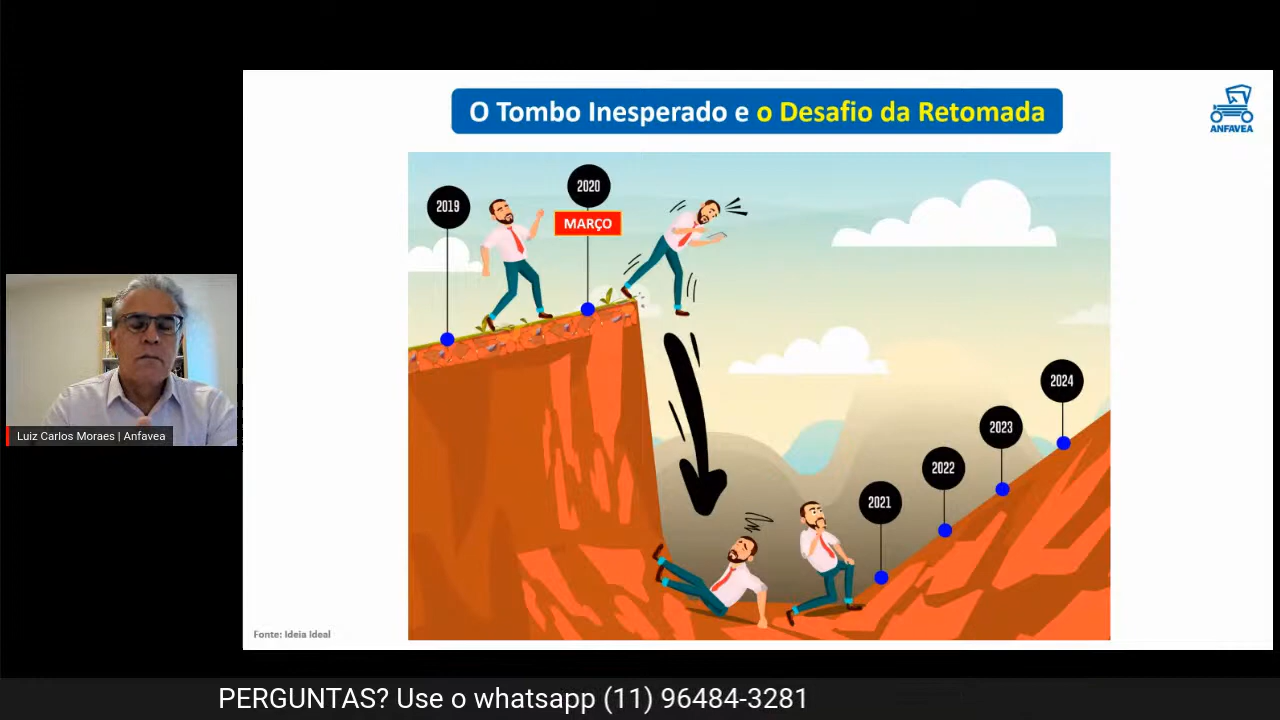 O Tombo Inesperado e o Desafio da Retomada
ANFAVEA
2019
2020
MARÇO
2024
2023
2022
2021
Luiz Carlos Moraes | Anfavea
Fonte: Ideia Ideal
PERGUNTAS? Use o whatsapp (11) 96484-3281